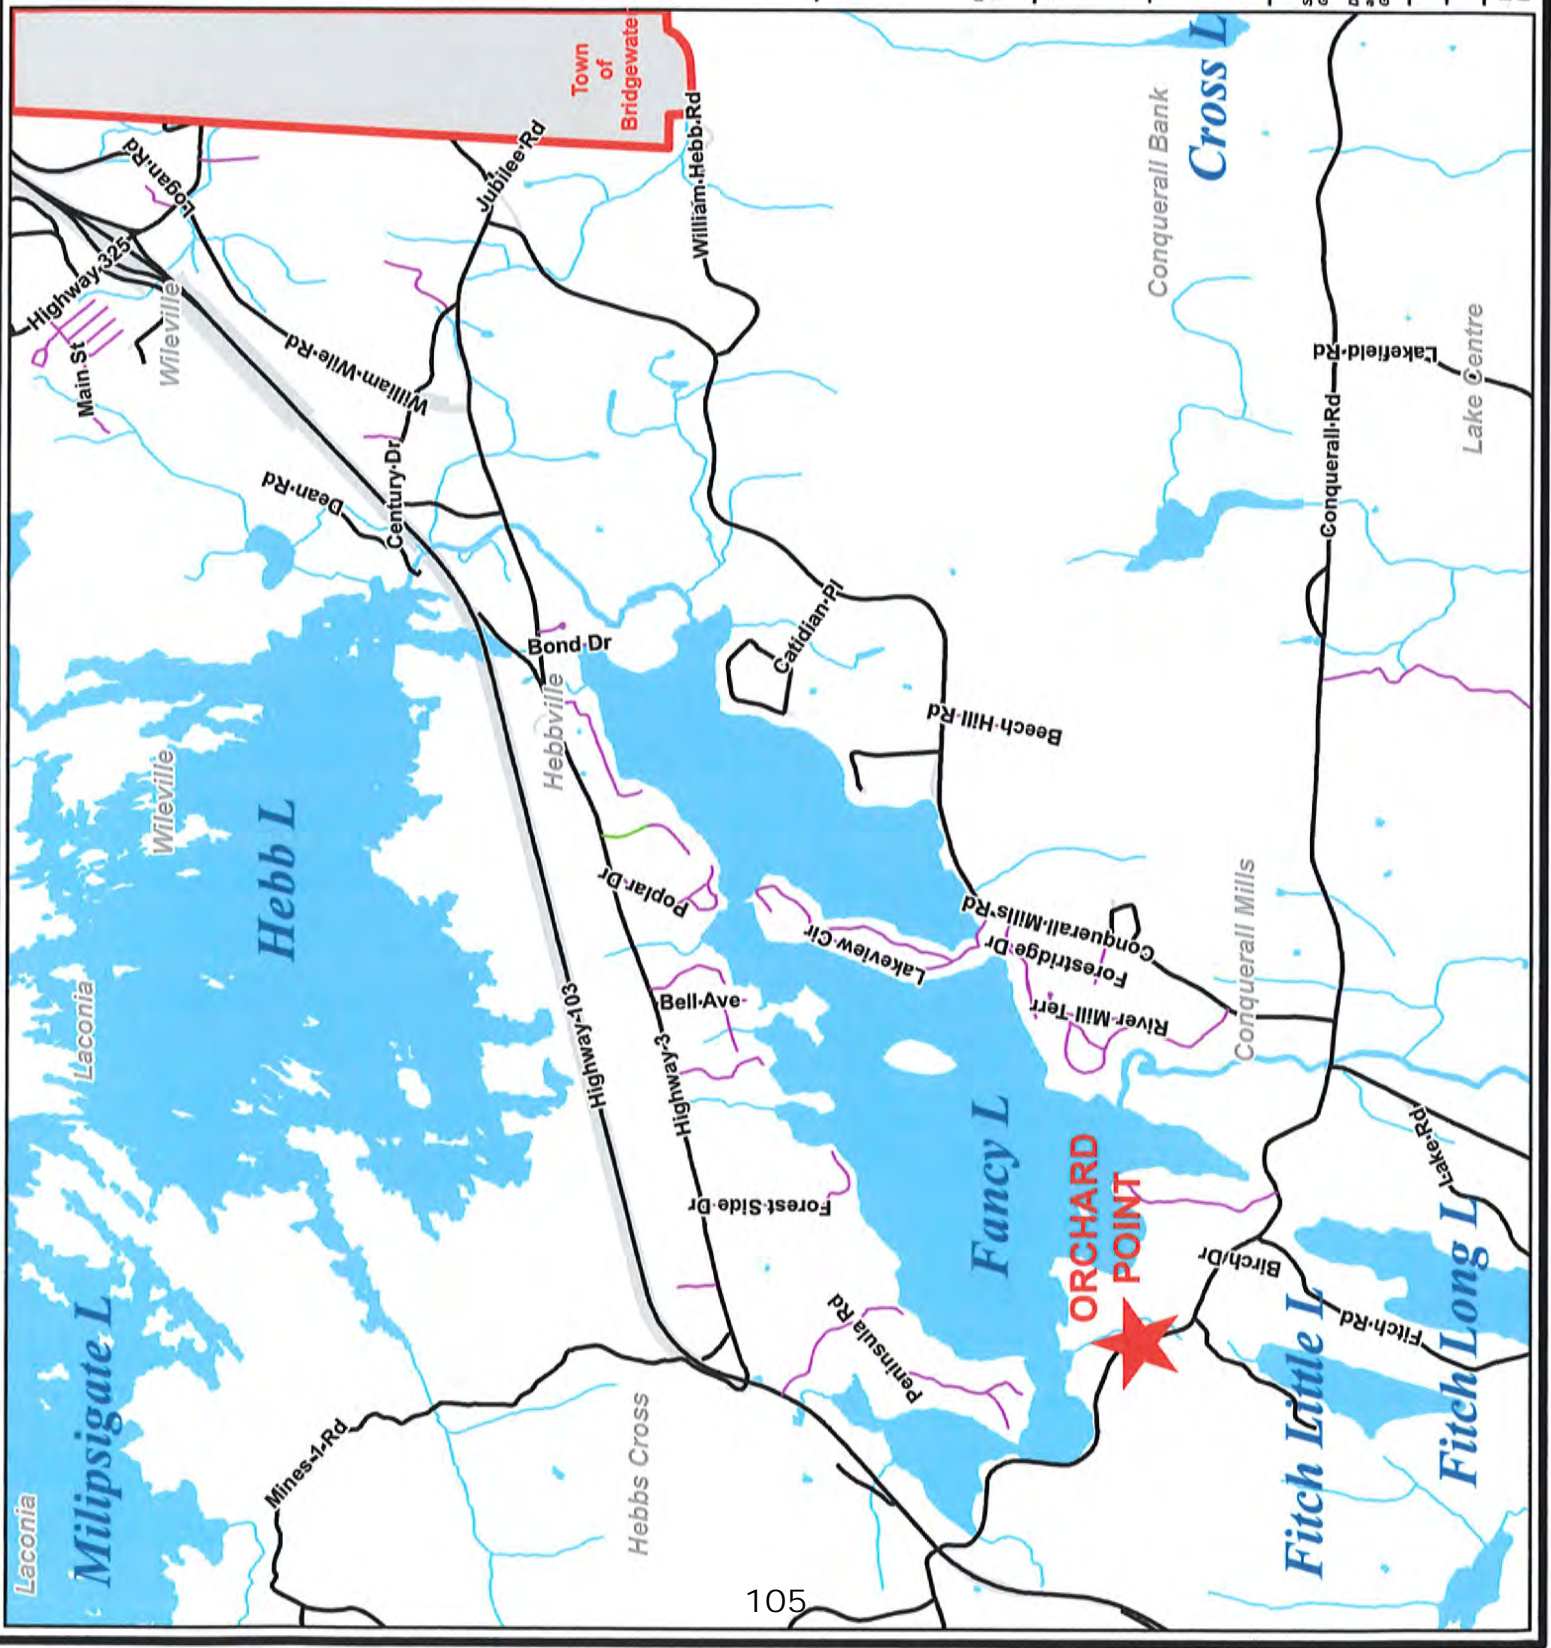 Town
of
Bridgewate
Logan·Rd
Jubilee·Rd
William·Hebb·Rd
Conquerall Bank
Cross L
Highway·325
Wileville
Main·St
William·Wile·Rd
Lakefield·Rd
Lake Centre
Conquerall·Rd
Dean·Rd
Century·Dr
Bond·Dr
Catidian·Pl
Hebbville
Beech·Hill·Rd
Wileville
Hebb L
Poplar·Dr
Lakeview·Cir
Conquerall·Mills·Rd
Forestridge·Dr
River·Mill·Terr
Conquerall Mills
Laconia
Highway·103
Bell·Ave
Highway·3
Fancy L
Forest·Side·Dr
ORCHARD
POINT
Lake·Rd
Birch·Dr
Fitch·Rd
Fitch Long L
Fitch Little L
Peninsula Rd
Milipsigate L
Mines·1·Rd
Hebbs Cross
Laconia
105